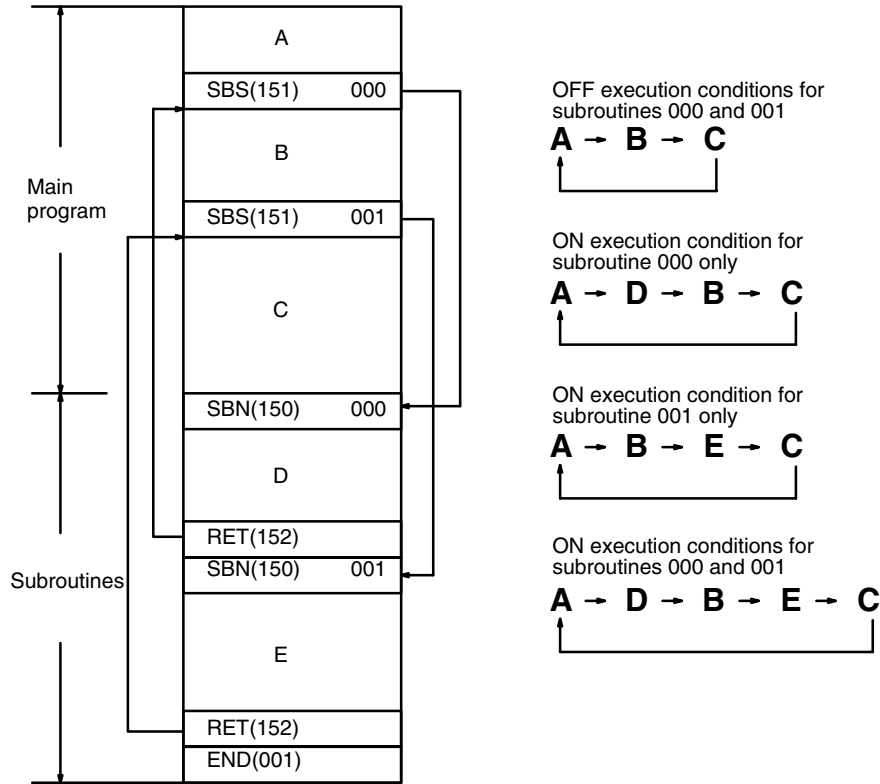 A
SBS(151) 000
B
SBS(151) 001
C
SBN(150) 000
D
RET(152)
SBN(150) 001
E
RET(152)
END(001)
Main
program
Subroutines
OFF execution conditions for
subroutines 000 and 001
A B C
ON execution condition for
subroutine 000 only
A D B C
ON execution condition for
subroutine 001 only
A B E C
ON execution conditions for
subroutines 000 and 001
A D B E C